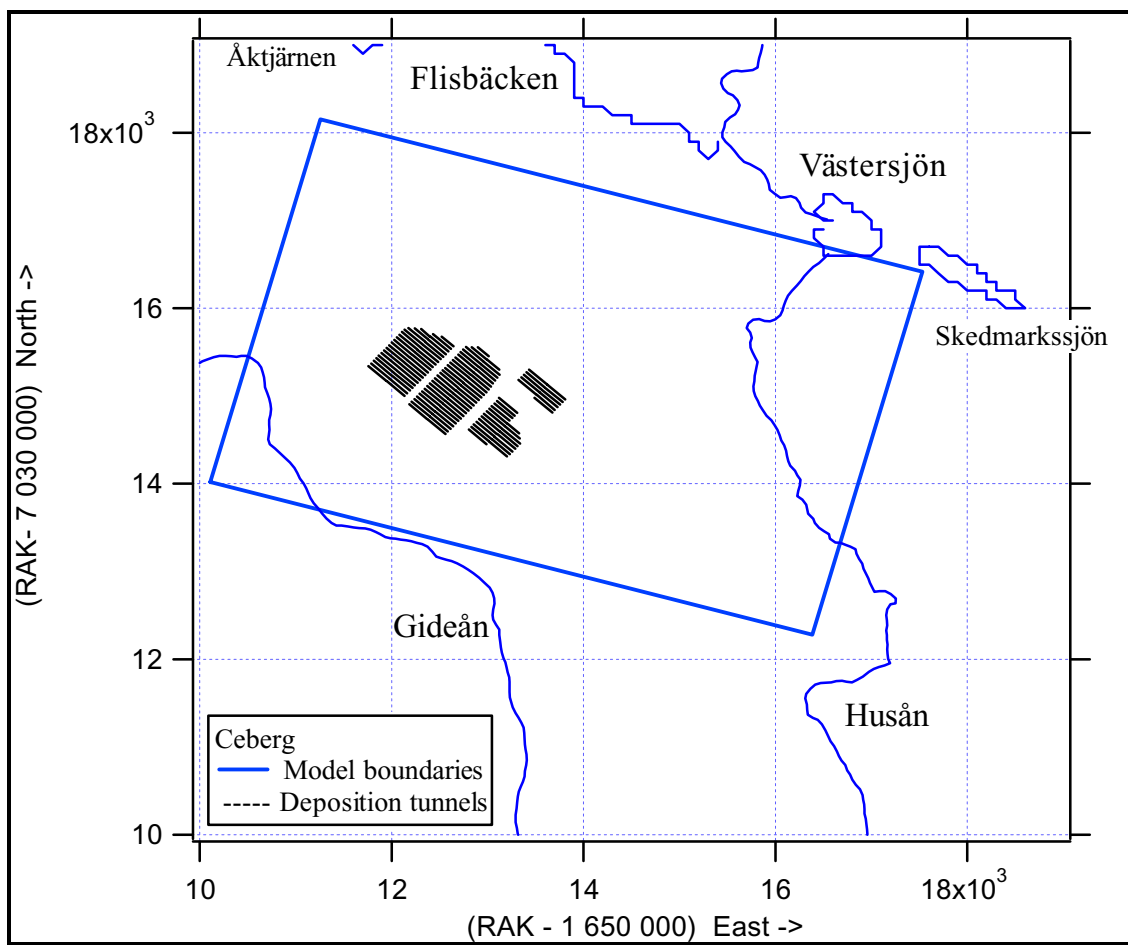 Åktjärnen
Flisbäcken
18x10³
Västersjön
16
Skedmarkssjön
14
(RAK- 7 030 000) North ->
Gideån
12
Husån
Ceberg
Model boundaries
Deposition tunnels
10
10 12 14 16 18x10³
(RAK - 1 650 000) East ->